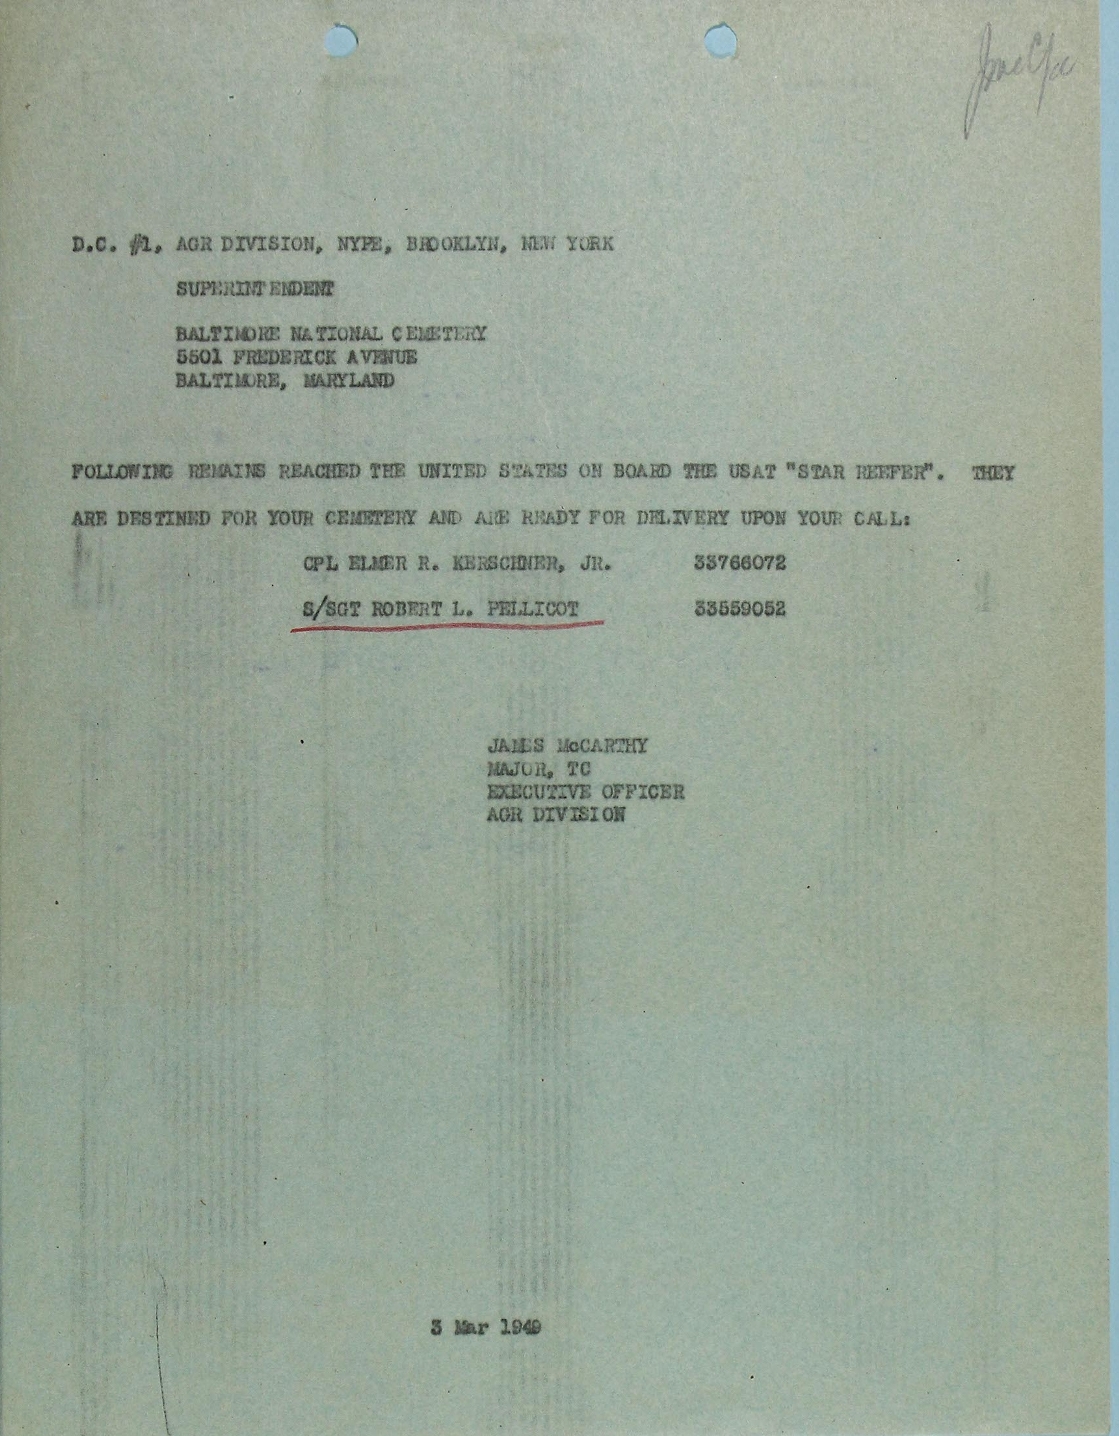 D.C. #1, AGR DIVISION, NYPE, BROOKLYN, NEW YORK
SUPERINTENDENT
BALTIMORE NATIONAL CEMETERY
5501 FREDERICK AVENUE
BALTIMORE, MARYLAND
FOLLOWING REMAINS REACHED THE UNITED STATES ON BOARD THE USAT "STAR REEFER". THEY
ARE DESTINED FOR YOUR CEMETERY AND ARE READY FOR DELIVERY UPON YOUR CALL:
CPL ELMER R. KERSCHNER, JR. 33766072
S/SGT ROBERT L. PELLICOT 33559052
JAMES McCARTHY
MAJOR, TC
EXECUTIVE OFFICER
AGR DIVISION
3 Mar 1949